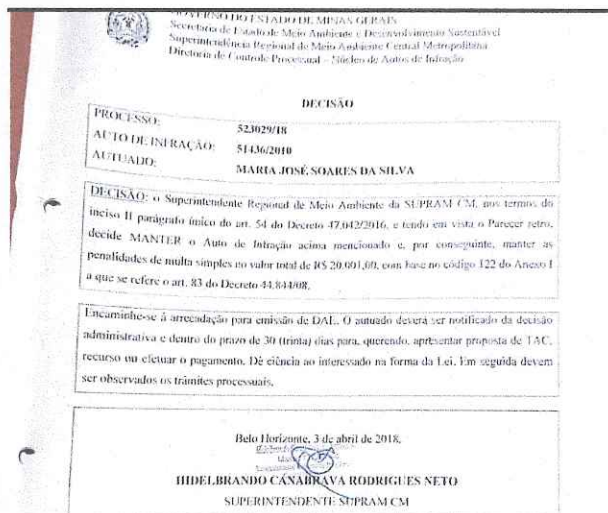 GOVERNO DO ESTADO DE MINAS GERAIS
Secretaria de Estado de Meio Ambiente e Desenvolvimento Sustentável
Superintendência Regional de Meio Ambiente Central Metropolitana
Diretoria de Controle Processual – Núcleo de Autos de Infração
DECISÃO
PROCESSO: 523029/18
AUTO DE INFRAÇÃO: 51436/2010
AUTUADO: MARIA JOSÉ SOARES DA SILVA
DECISÃO: o Superintendente Regional de Meio Ambiente da SUPRAM CM, nos termos do
inciso II parágrafo único do art. 54 do Decreto 47.042/2016, e tendo em vista o Parecer retro,
decide MANTER o Auto de Infração acima mencionado e, por conseguinte, manter as
penalidades de multa simples no valor total de R$ 20.001,00, com base no código 122 do Anexo I
a que se refere o art. 83 do Decreto 44.844/08.
Encaminhe-se à arrecadação para emissão de DAE. O autuado deverá ser notificado da decisão
administrativa e dentro do prazo de 30 (trinta) dias para, querendo, apresentar proposta de TAC,
recurso ou efetuar o pagamento. Dê ciência ao interessado na forma da Lei. Em seguida devem
ser observados os trâmites processuais.
Belo Horizonte, 3 de abril de 2018.
HIDELBRANDO CANABRAVA RODRIGUES NETO
SUPERINTENDENTE SUPRAM CM